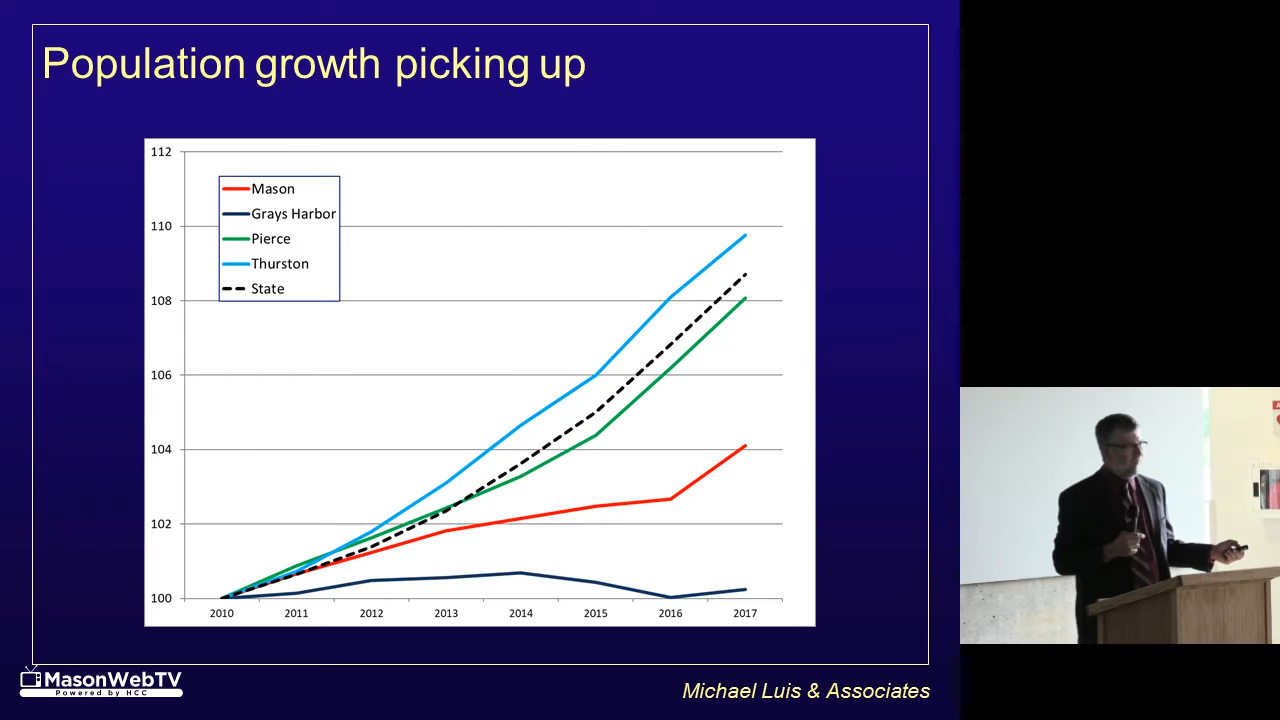 Population growth picking up
112
110
108
106
104
102
100
Mason
Grays Harbor
Pierce
Thurston
State
2010 2011 2012 2013 2014 2015 2016 2017
MasonWebTV
Powered by HCC
Michael Luis & Associates